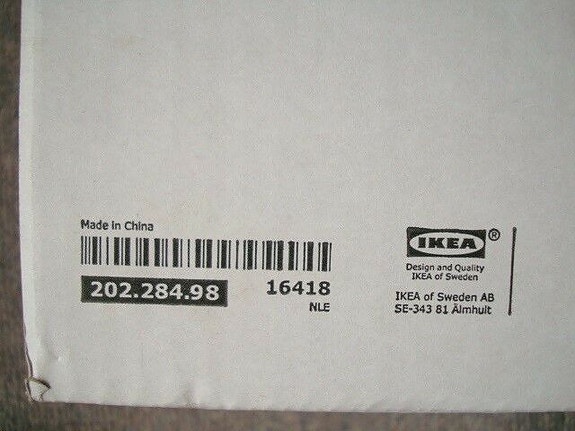 Made in China
202.284.98
16418
NLE
IKEA®
Design and Quality
IKEA of Sweden
IKEA of Sweden AB
SE-343 81 Älmhult